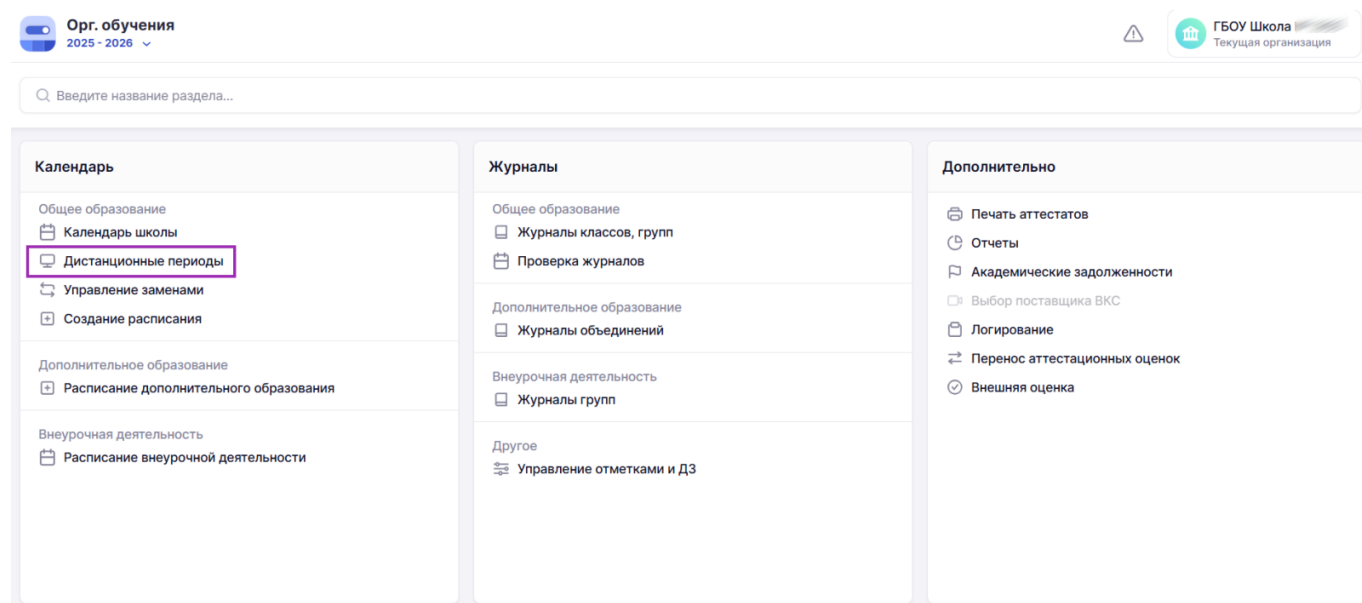 Орг. обучения
2025 - 2026
ГБОУ Школа
Текущая организация
Введите название раздела...
Календарь
Общее образование
Календарь школы
Дистанционные периоды
Управление заменами
Создание расписания
Дополнительное образование
Расписание дополнительного образования
Внеурочная деятельность
Расписание внеурочной деятельности
Журналы
Общее образование
Журналы классов, групп
Проверка журналов
Дополнительное образование
Журналы объединений
Внеурочная деятельность
Журналы групп
Другое
Управление отметками и ДЗ
Дополнительно
Печать аттестатов
Отчеты
Академические задолженности
Выбор поставщика ВКС
Логирование
Перенос аттестационных оценок
Внешняя оценка